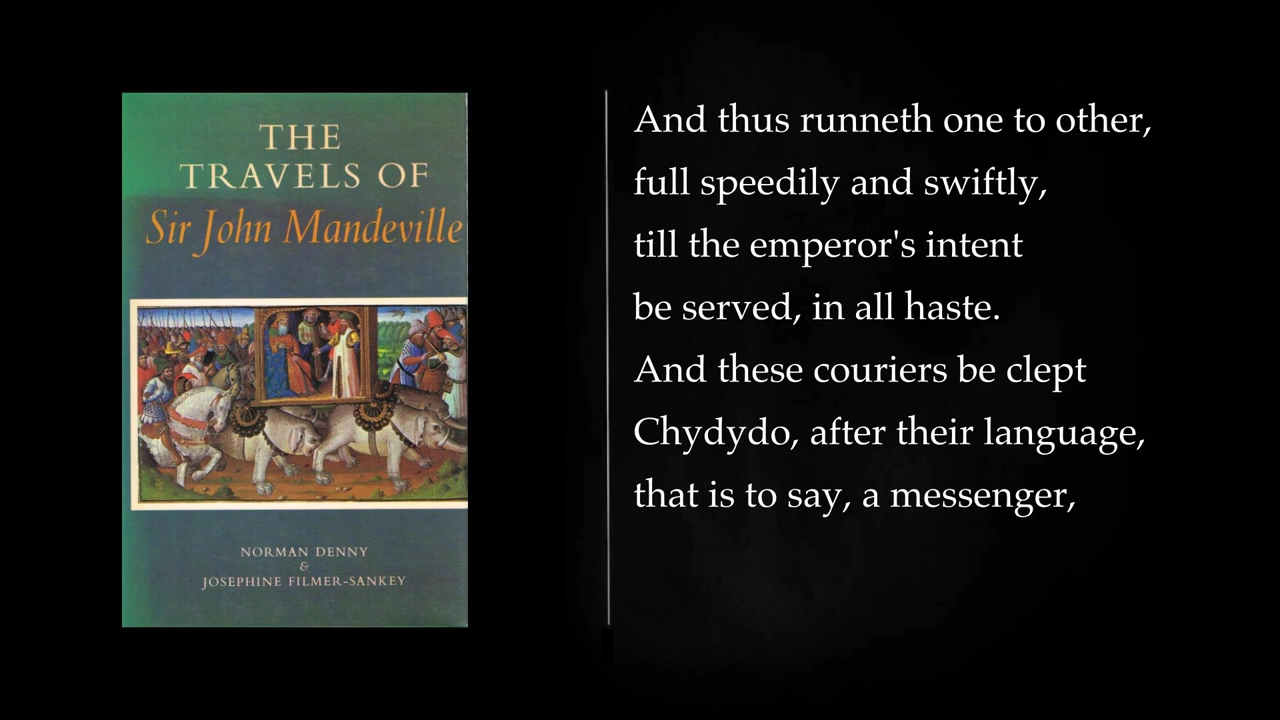 THE
TRAVELS OF
Sir John Mandeville
NORMAN DENNY
&
JOSEPHINE FILMER-SANKEY
And thus runneth one to other,
full speedily and swiftly,
till the emperor's intent
be served, in all haste.
And these couriers be clept
Chydydo, after their language,
that is to say, a messenger,